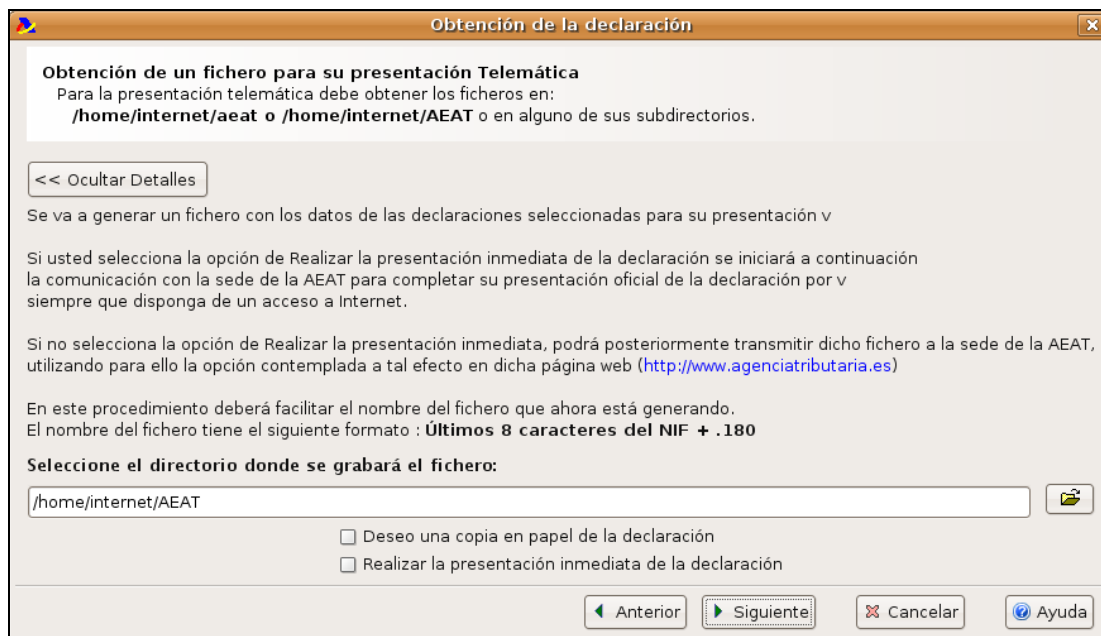 Obtención de la declaración
Obtención de un fichero para su presentación Telemática
Para la presentación telemática debe obtener los ficheros en:
/home/internet/aeat o /home/internet/AEAT o en alguno de sus subdirectorios.
<< Ocultar Detalles
Se va a generar un fichero con los datos de las declaraciones seleccionadas para su presentación v
Si usted selecciona la opción de Realizar la presentación inmediata de la declaración se iniciará a continuación
la comunicación con la sede de la AEAT para completar su presentación oficial de la declaración por v
siempre que disponga de un acceso a Internet.
Si no selecciona la opción de Realizar la presentación inmediata, podrá posteriormente transmitir dicho fichero a la sede de la AEAT,
utilizando para ello la opción contemplada a tal efecto en dicha página web (http://www.agenciatributaria.es)
En este procedimiento deberá facilitar el nombre del fichero que ahora está generando.
El nombre del fichero tiene el siguiente formato : Últimos 8 caracteres del NIF + .180
Seleccione el directorio donde se grabará el fichero:
/home/internet/AEAT
Deseo una copia en papel de la declaración
Realizar la presentación inmediata de la declaración
Anterior Siguiente Cancelar Ayuda